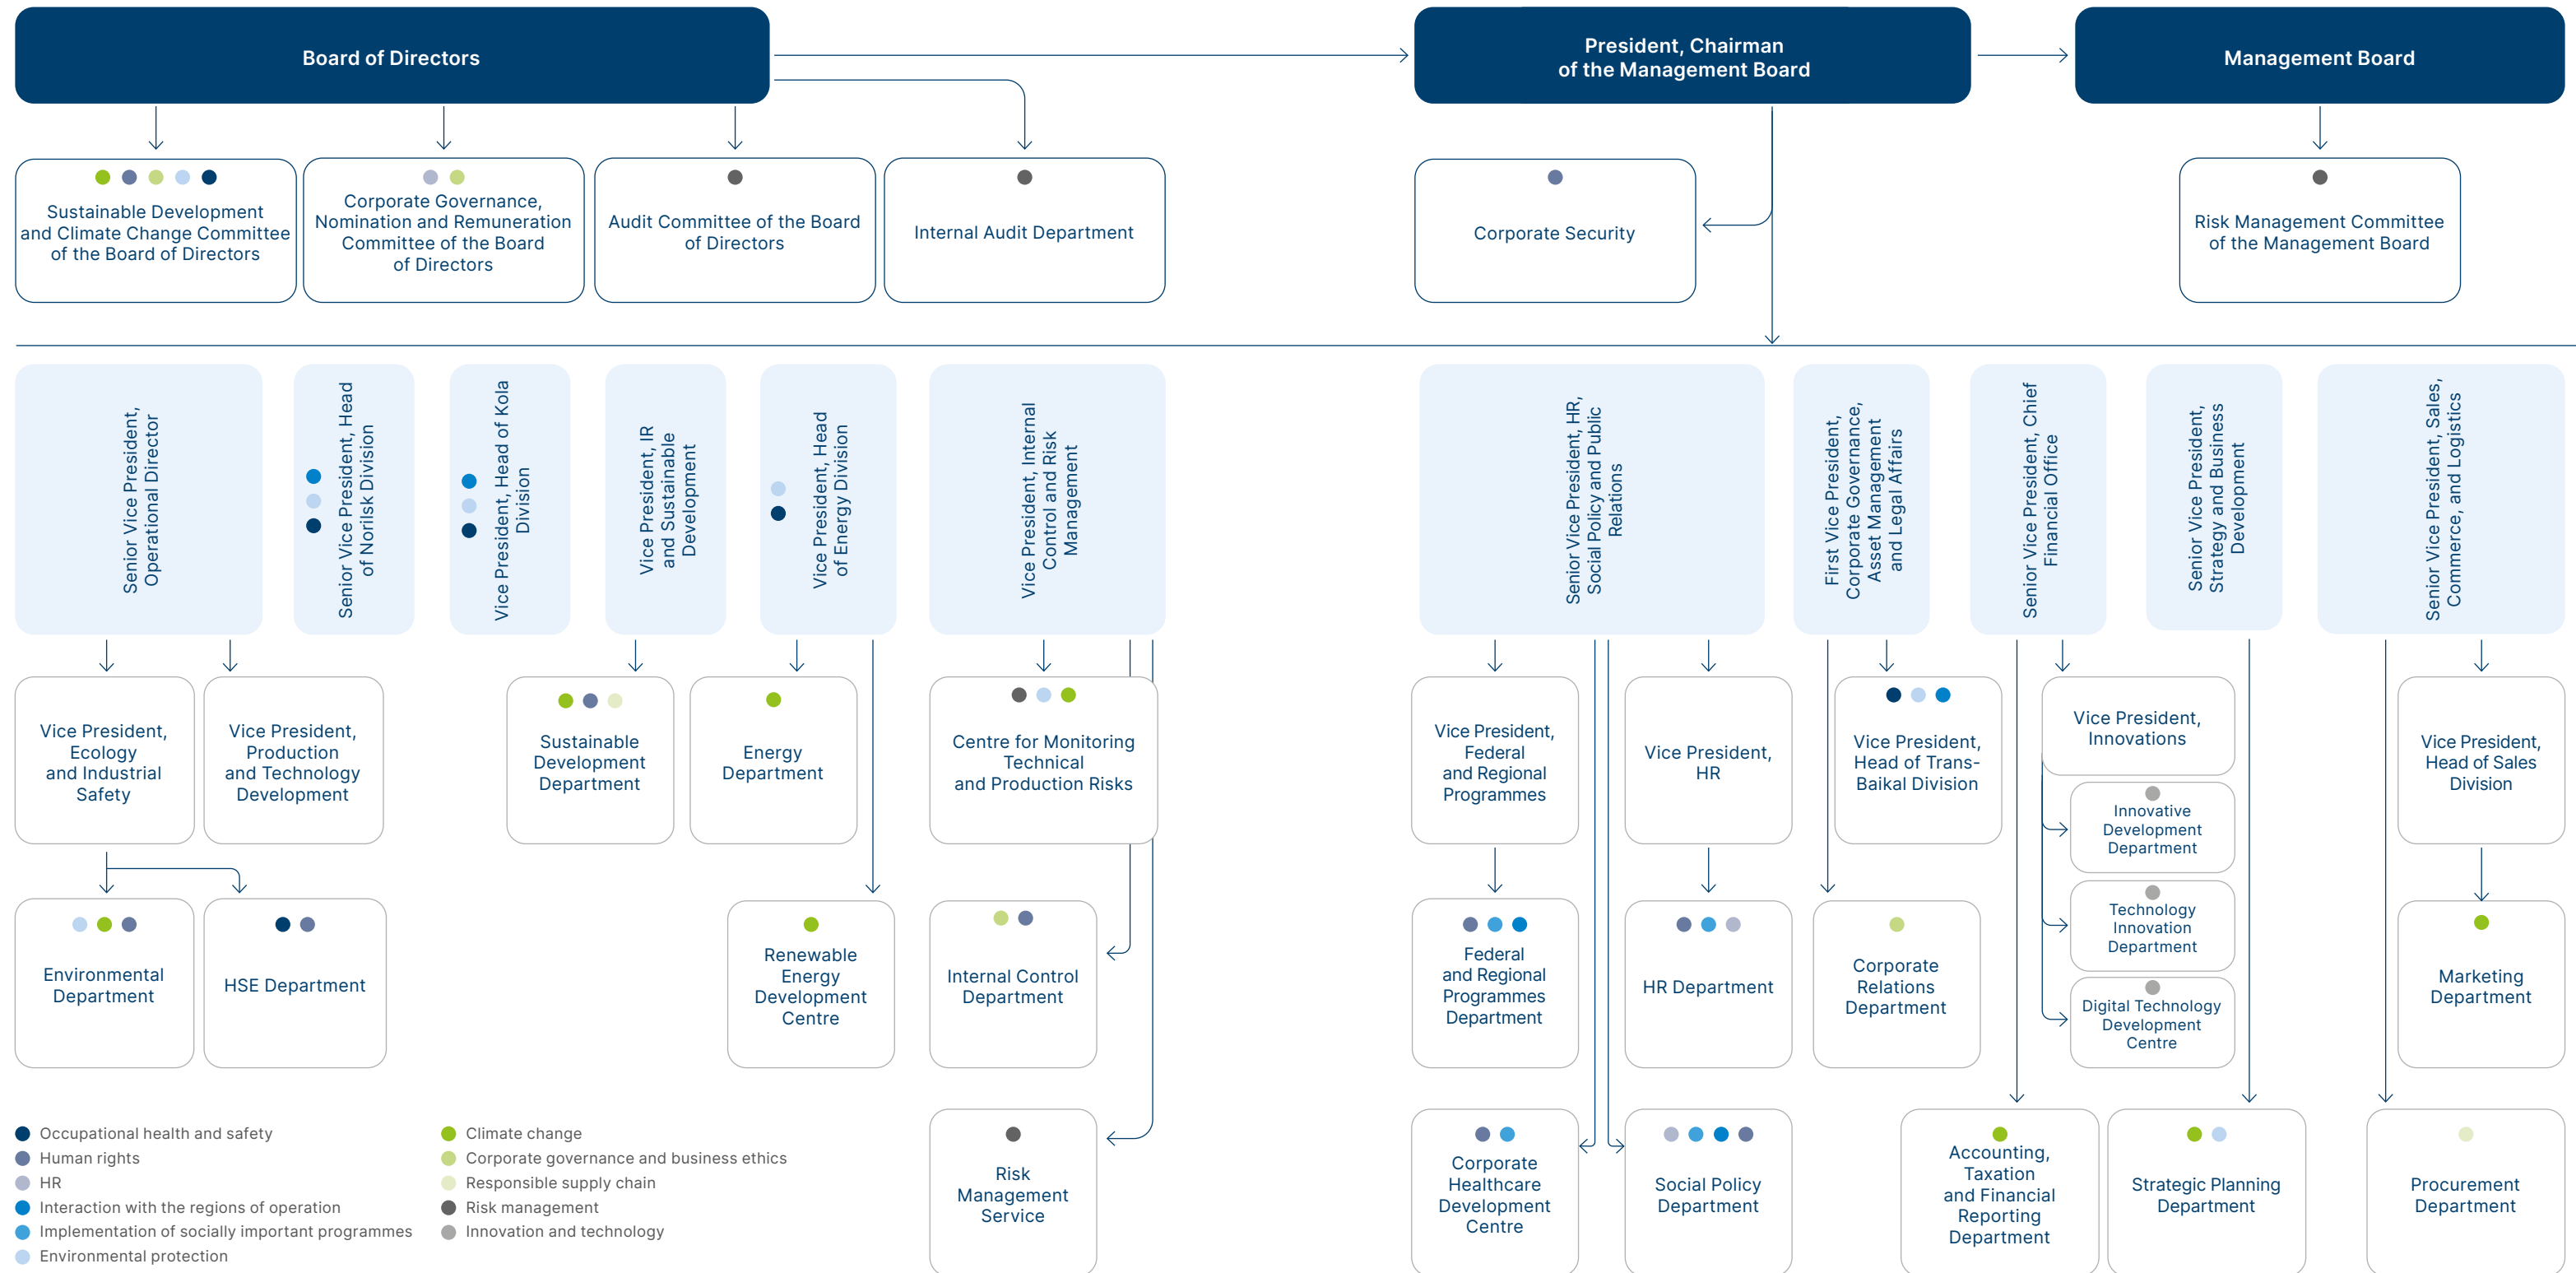 Board of Directors
President, Chairman
of the Management Board
Management Board
Sustainable Development
and Climate Change Committee
of the Board of Directors
Corporate Governance,
Nomination and Remuneration
Committee of the Board
of Directors
Audit Committee of the Board
of Directors
Internal Audit Department
Corporate Security
Risk Management Committee
of the Management Board
Senior Vice President,
Operational Director
Senior Vice President, Head
of Norilsk Division
Vice President, Head of Kola
Division
Vice President, IR
and Sustainable
Development
Vice President, Head
of Energy Division
Vice President, Internal
Control and Risk
Management
Senior Vice President, HR,
Social Policy and Public
Relations
First Vice President,
Corporate Governance,
Asset Management
and Legal Affairs
Senior Vice President, Chief
Financial Office
Senior Vice President,
Strategy and Business
Development
Senior Vice President, Sales,
Commerce, and Logistics
Vice President,
Ecology
and Industrial
Safety
Vice President,
Production
and Technology
Development
Sustainable
Development
Department
Energy
Department
Centre for Monitoring
Technical
and Production Risks
Vice President,
Federal
and Regional
Programmes
Vice President,
HR
Vice President,
Head of Trans-
Baikal Division
Vice President,
Innovations
Innovative
Development
Department
Technology
Innovation
Department
Digital Technology
Development
Centre
Vice President,
Head of Sales
Division
Environmental
Department
HSE Department
Renewable
Energy
Development
Centre
Internal Control
Department
Federal
and Regional
Programmes
Department
HR Department
Corporate
Relations
Department
Marketing
Department
Risk
Management
Service
Corporate
Healthcare
Development
Centre
Social Policy
Department
Accounting,
Taxation
and Financial
Reporting
Department
Strategic Planning
Department
Procurement
Department
Occupational health and safety
Human rights
HR
Interaction with the regions of operation
Implementation of socially important programmes
Environmental protection
Climate change
Corporate governance and business ethics
Responsible supply chain
Risk management
Innovation and technology